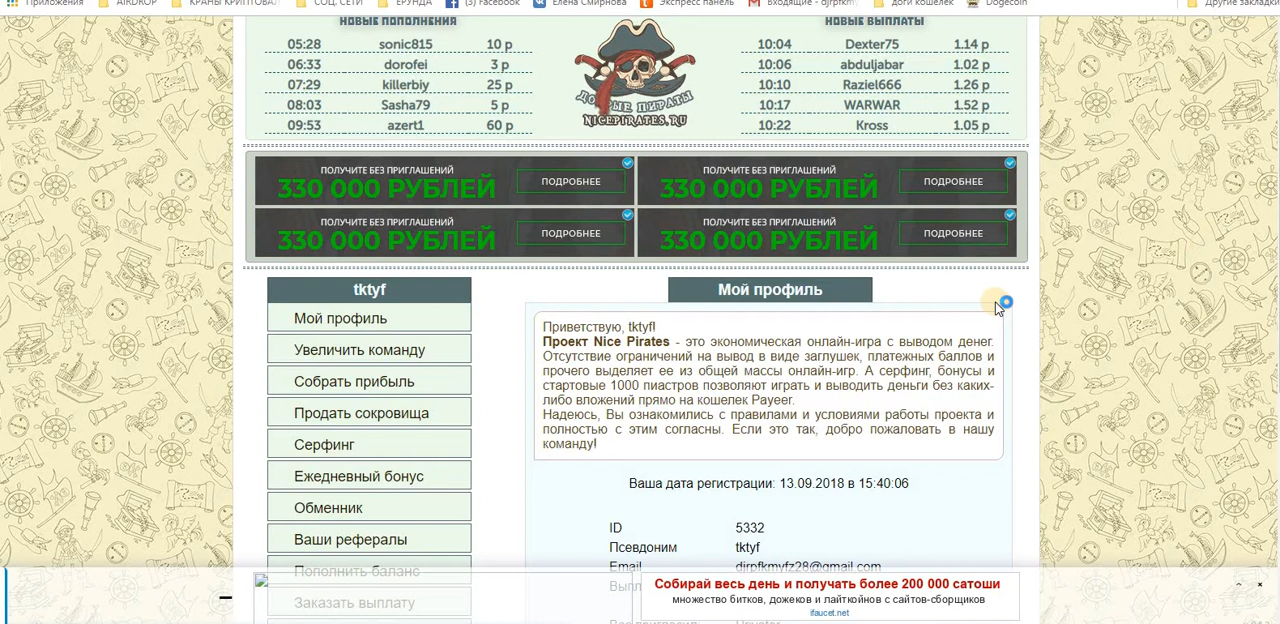 Приложения AIRDROP КРАНЫ КРИПТОВАЛ СОЦ. СЕТИ ЕРУНДА (3) Facebook Елена Смирнова Экспресс панель Входящие - djrpfkmy доги кошелек Dogecoin Другие закладки
НОВЫЕ ПОПОЛНЕНИЯ
05:28 sonic815 10 р
06:33 dorofei 3 р
07:29 killerbiy 25 р
08:03 Sasha79 5 р
09:53 azert1 60 р
ДОБРЫЕ ПИРАТЫ
NICEPIRATES.RU
НОВЫЕ ВЫПЛАТЫ
10:04 Dexter75 1.14 р
10:06 abduljabar 1.02 р
10:10 Raziel666 1.26 р
10:17 WARWAR 1.52 р
10:22 Kross 1.05 р
ПОЛУЧИТЕ БЕЗ ПРИГЛАШЕНИЙ
330 000 РУБЛЕЙ ПОДРОБНЕЕ
ПОЛУЧИТЕ БЕЗ ПРИГЛАШЕНИЙ
330 000 РУБЛЕЙ ПОДРОБНЕЕ
ПОЛУЧИТЕ БЕЗ ПРИГЛАШЕНИЙ
330 000 РУБЛЕЙ ПОДРОБНЕЕ
ПОЛУЧИТЕ БЕЗ ПРИГЛАШЕНИЙ
330 000 РУБЛЕЙ ПОДРОБНЕЕ
tktyf
Мой профиль
Увеличить команду
Собрать прибыль
Продать сокровища
Серфинг
Ежедневный бонус
Обменник
Ваши рефералы
Пополнить баланс
Заказать выплату
Мой профиль
Приветствую, tktyf!
Проект Nice Pirates - это экономическая онлайн-игра с выводом денег.
Отсутствие ограничений на вывод в виде заглушек, платежных баллов и
прочего выделяет ее из общей массы онлайн-игр. А серфинг, бонусы и
стартовые 1000 пиастров позволяют играть и выводить деньги без каких-
либо вложений прямо на кошелек Payeer.
Надеюсь, Вы ознакомились с правилами и условиями работы проекта и
полностью с этим согласны. Если это так, добро пожаловать в нашу
команду!
Ваша дата регистрации: 13.09.2018 в 15:40:06
ID 5332
Псевдоним tktyf
Email djrpfkmyfz28@gmail.com
Собирай весь день и получать более 200 000 сатоши
множество битков, дожеков и лайткойнов с сайтов-сборщиков
ifaucet.net